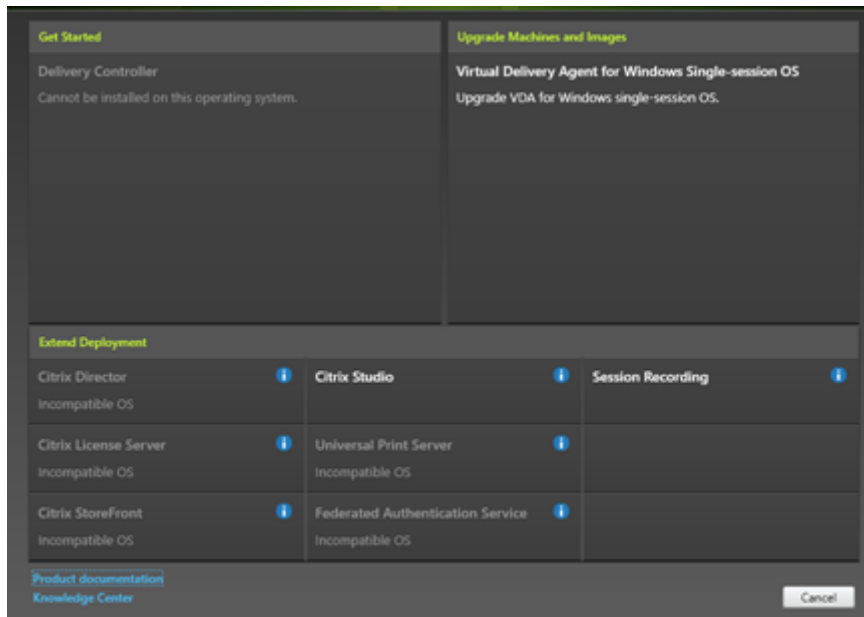 Get Started
Delivery Controller
Cannot be installed on this operating system.
Upgrade Machines and Images
Virtual Delivery Agent for Windows Single-session OS
Upgrade VDA for Windows single-session OS.
Extend Deployment
Citrix Director
Incompatible OS
Citrix Studio
Session Recording
Citrix License Server
Incompatible OS
Universal Print Server
Incompatible OS
Citrix StoreFront
Incompatible OS
Federated Authentication Service
Incompatible OS
Product documentation
Knowledge Center
Cancel